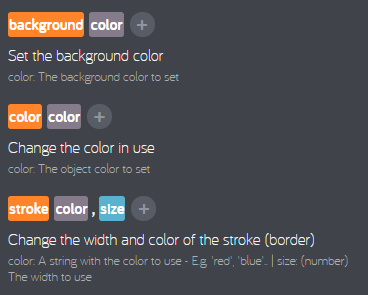 background color +
Set the background color
color: The background color to set
color color +
Change the color in use
color: The object color to set
stroke color , size +
Change the width and color of the stroke (border)
color: A string with the color to use - E.g. 'red', 'blue'.. | size: (number)
The width to use